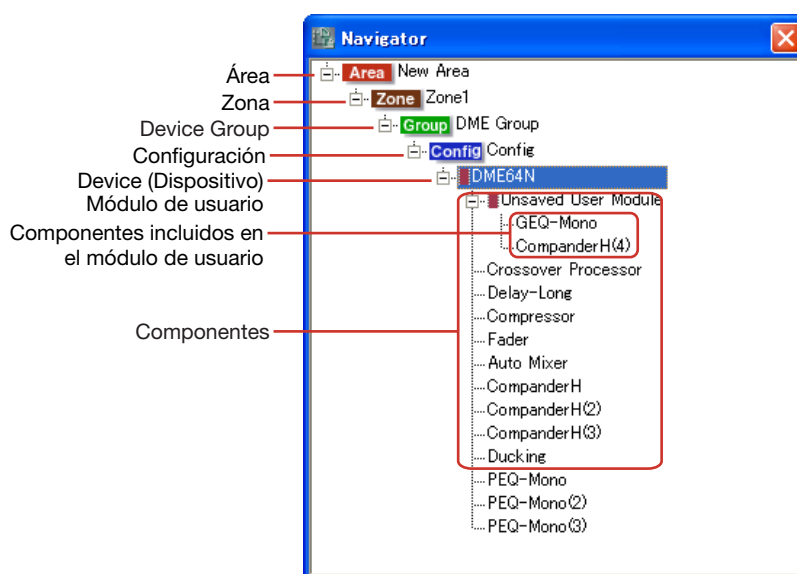 Navigator
Área
Area New Area
Zona
Zone Zone1
Device Group
Group DME Group
Configuración
Config Config
Device (Dispositivo)
DME64N
Módulo de usuario
Unsaved User Module
Componentes incluidos en
el módulo de usuario
GEQ-Mono
CompanderH(4)
Crossover Processor
Delay-Long
Compressor
Componentes
Fader
Auto Mixer
CompanderH
CompanderH(2)
CompanderH(3)
Ducking
PEQ-Mono
PEQ-Mono(2)
PEQ-Mono(3)